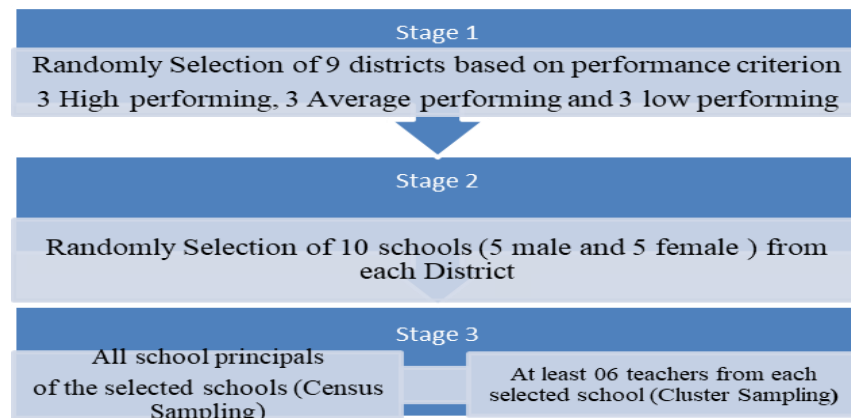 Stage 1
Randomly Selection of 9 districts based on performance criterion
3 High performing, 3 Average performing and 3 low performing
Stage 2
Randomly Selection of 10 schools (5 male and 5 female ) from
each District
Stage 3
All school principals
of the selected schools (Census
Sampling)
At least 06 teachers from each
selected school (Cluster Sampling)